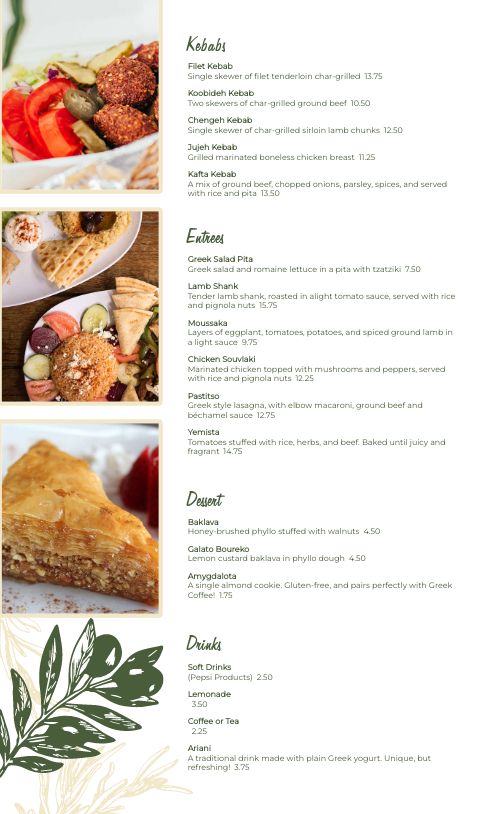 Kebabs
Filet Kebab
Single skewer of filet tenderloin char-grilled 13.75
Koobideh Kebab
Two skewers of char-grilled ground beef 10.50
Chengeh Kebab
Single skewer of char-grilled sirloin lamb chunks 12.50
Jujeh Kebab
Grilled marinated boneless chicken breast 11.25
Kafta Kebab
A mix of ground beef, chopped onions, parsley, spices, and served
with rice and pita 13.50
Entrees
Greek Salad Pita
Greek salad and romaine lettuce in a pita with tzatziki 7.50
Lamb Shank
Tender lamb shank, roasted in alight tomato sauce, served with rice
and pignola nuts 15.75
Moussaka
Layers of eggplant, tomatoes, potatoes, and spiced ground lamb in
a light sauce 9.75
Chicken Souvlaki
Marinated chicken topped with mushrooms and peppers, served
with rice and pignola nuts 12.25
Pastitso
Greek style lasagna, with elbow macaroni, ground beef and
béchamel sauce 12.75
Yemista
Tomatoes stuffed with rice, herbs, and beef. Baked until juicy and
fragrant 14.75
Dessert
Baklava
Honey-brushed phyllo stuffed with walnuts 4.50
Galato Boureko
Lemon custard baklava in phyllo dough 4.50
Amygdalota
A single almond cookie. Gluten-free, and pairs perfectly with Greek
Coffee! 1.75
Drinks
Soft Drinks
(Pepsi Products) 2.50
Lemonade
3.50
Coffee or Tea
2.25
Ariani
A traditional drink made with plain Greek yogurt. Unique, but
refreshing! 3.75